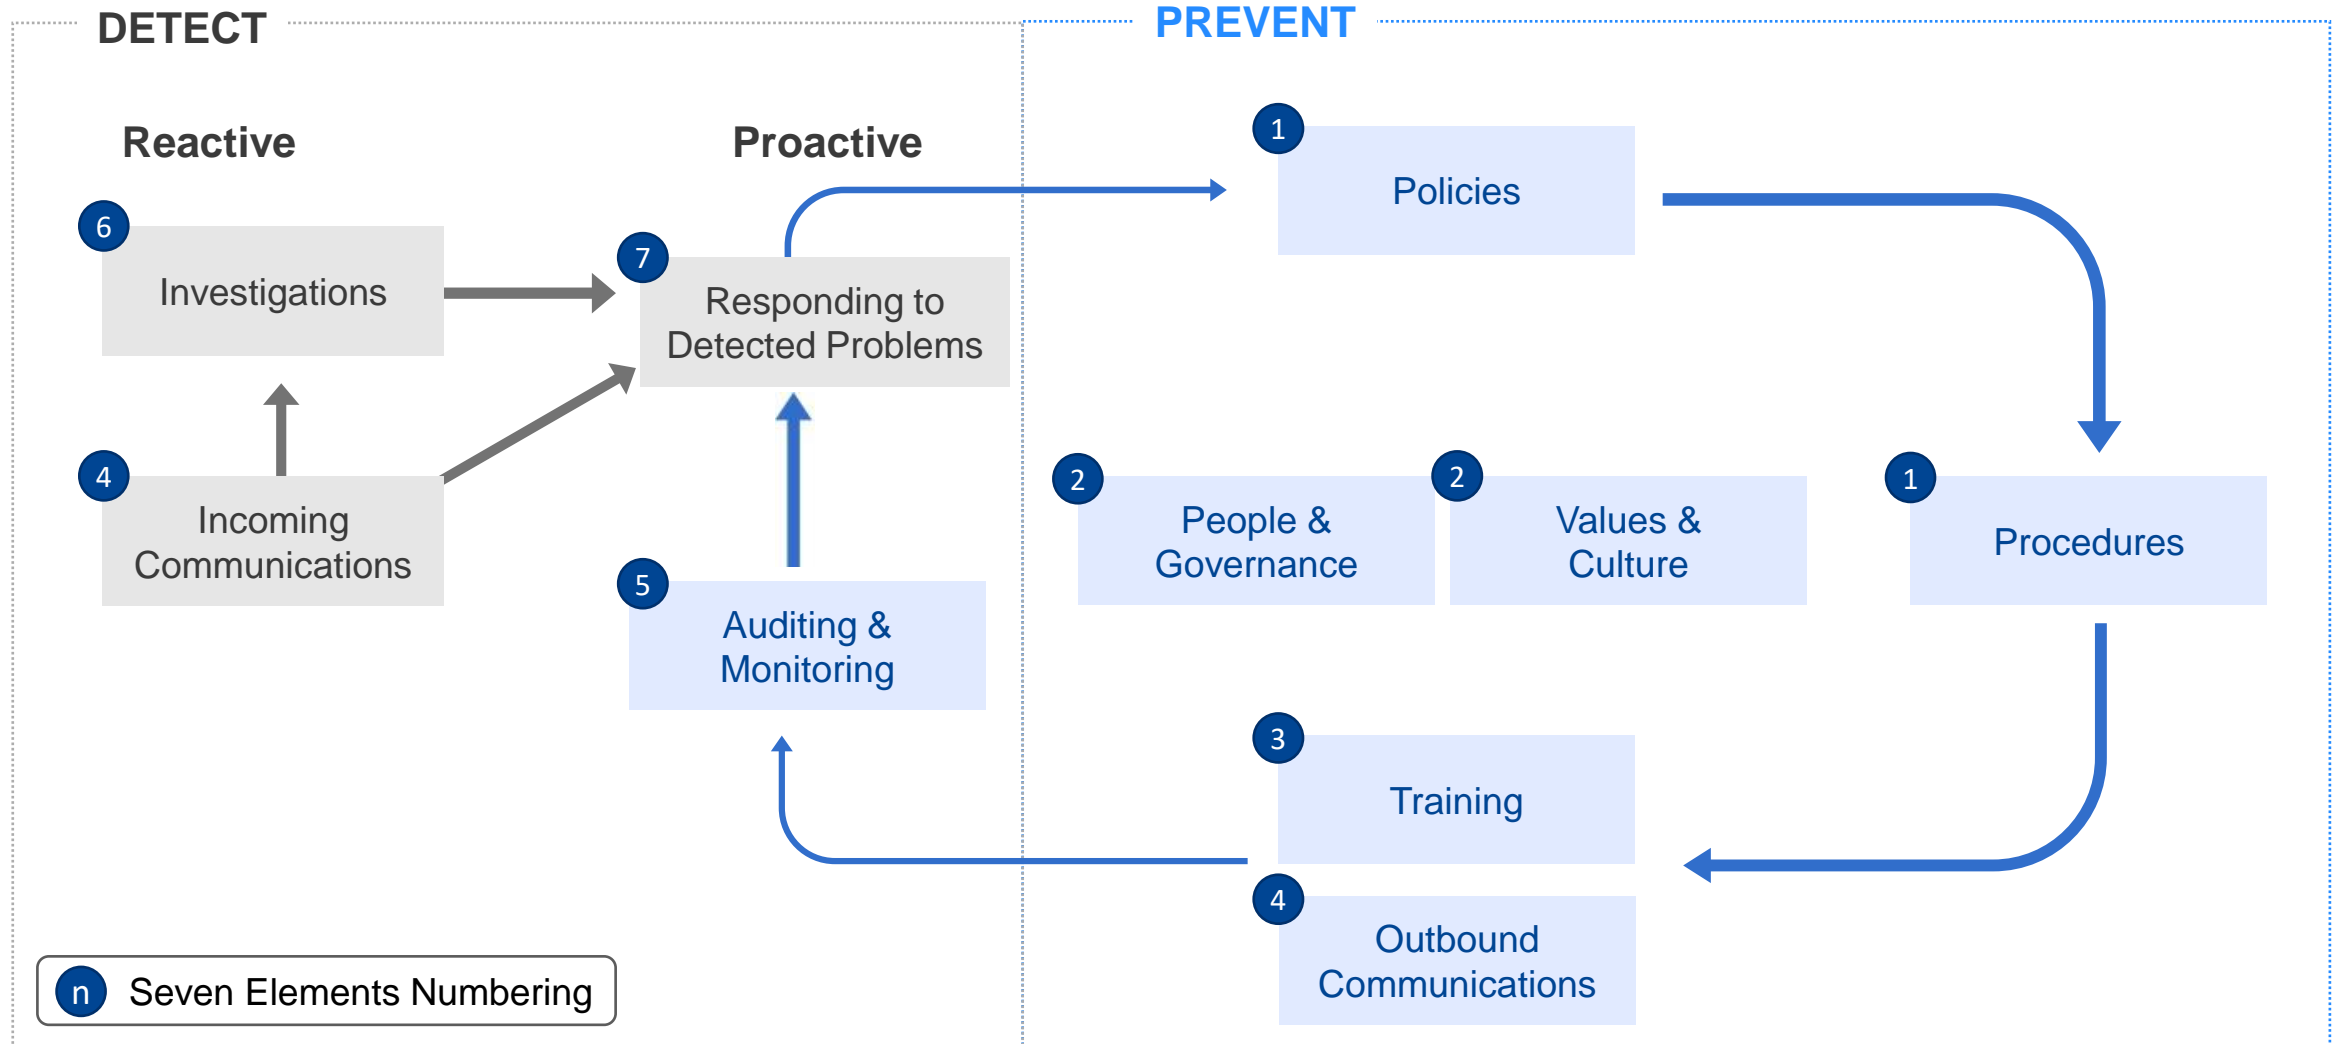 DETECT
PREVENT
Reactive
Proactive
6
Investigations
7
Responding to
Detected Problems
4
Incoming
Communications
5
Auditing &
Monitoring
1
Policies
2
People &
Governance
2
Values &
Culture
1
Procedures
3
Training
4
Outbound
Communications
n Seven Elements Numbering